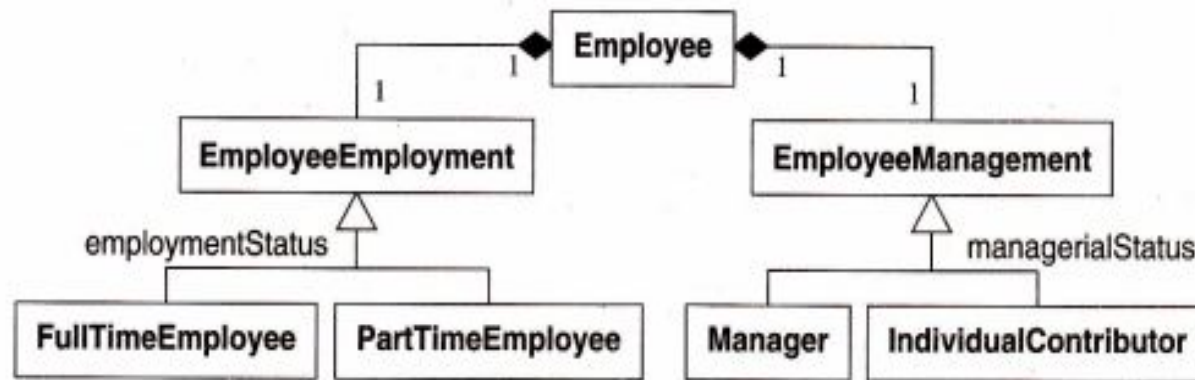 Employee
1 1
1 1
EmployeeEmployment EmployeeManagement
employmentStatus managerialStatus
FullTimeEmployee PartTimeEmployee Manager IndividualContributor